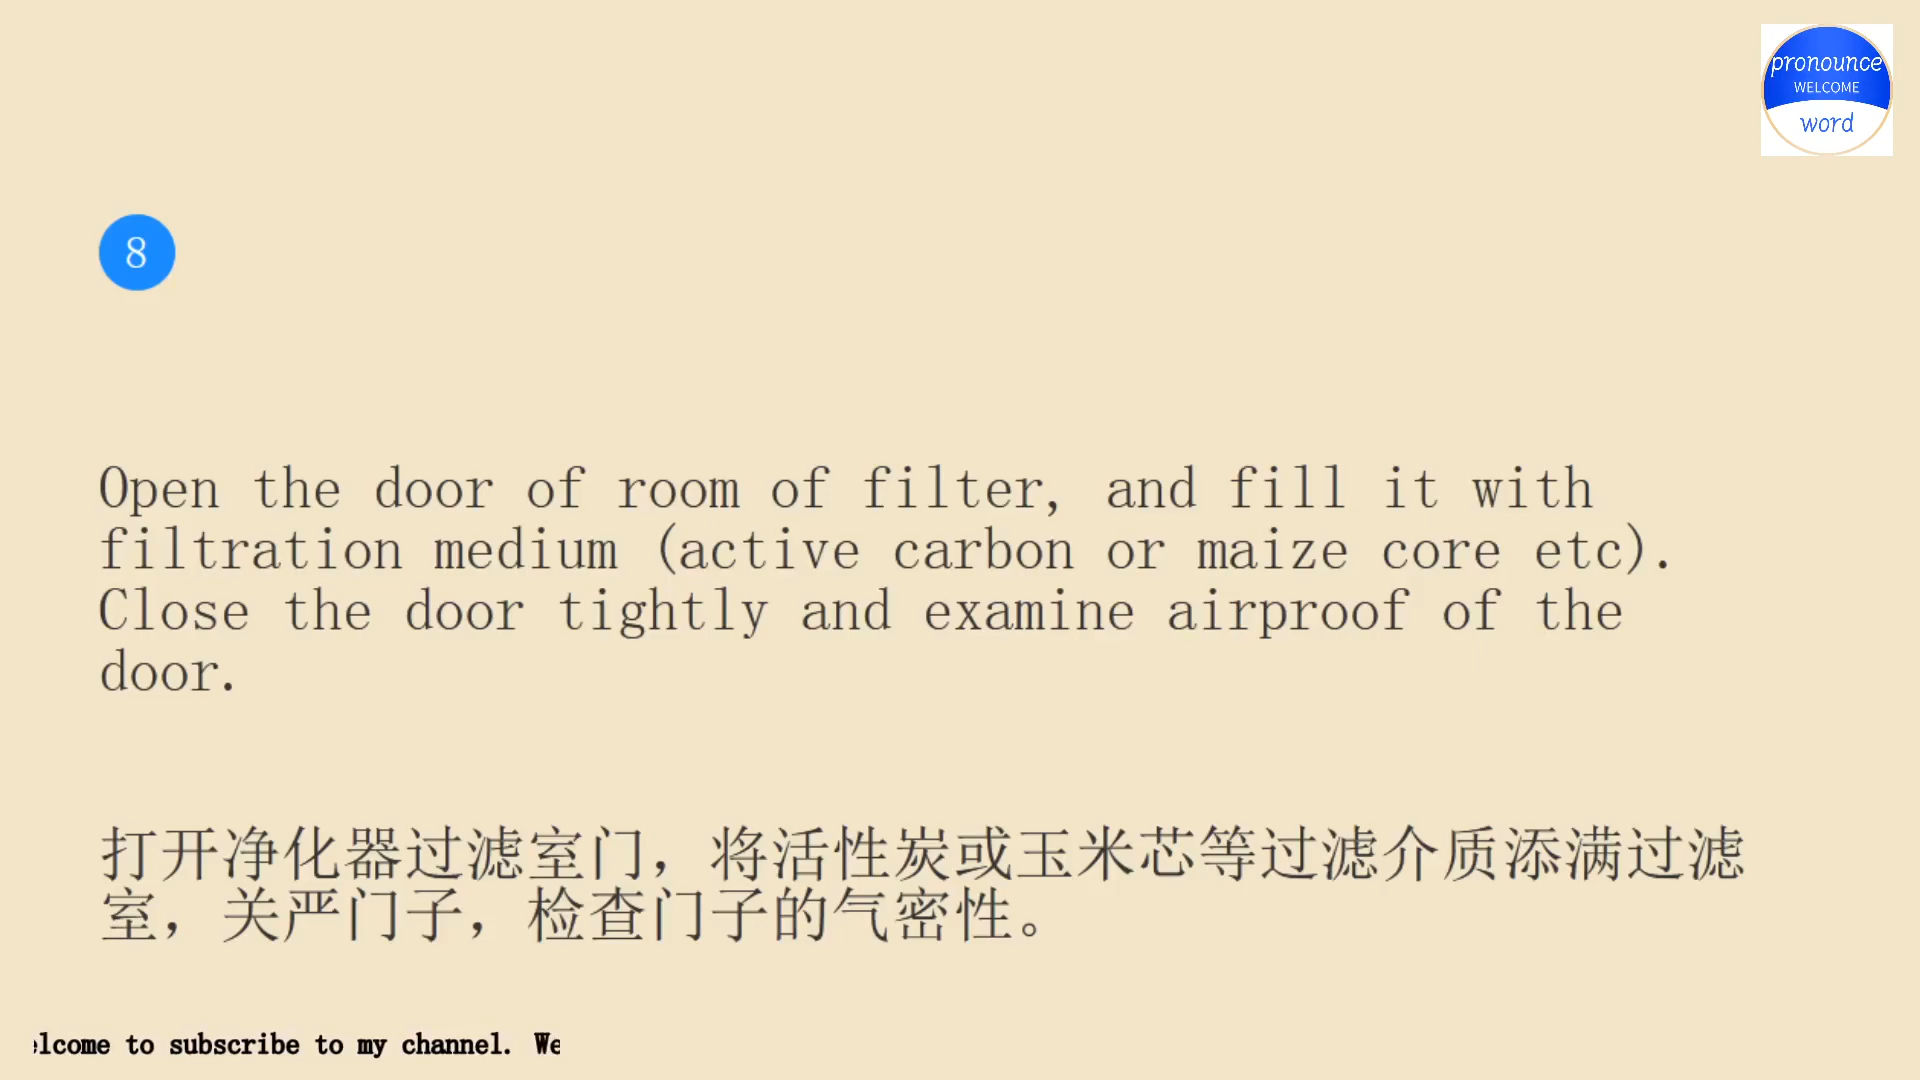 pronounce
WELCOME
word
8
Open the door of room of filter, and fill it with
filtration medium (active carbon or maize core etc).
Close the door tightly and examine airproof of the
door.
打开净化器过滤室门，将活性炭或玉米芯等过滤介质添满过滤
室，关严门子，检查门子的气密性。
elcome to subscribe to my channel. We